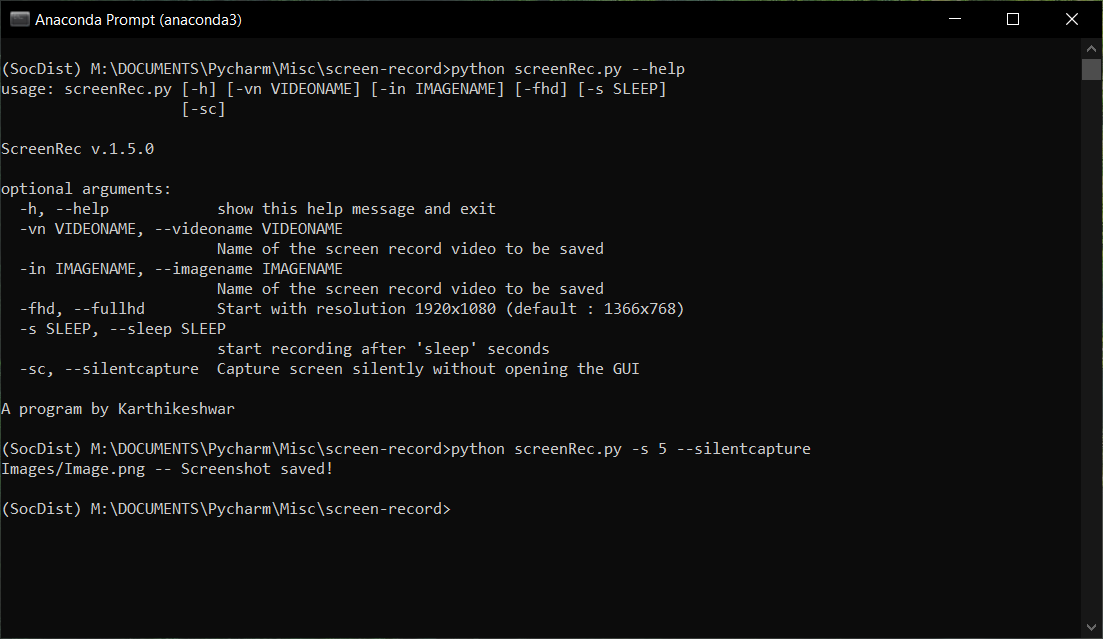 Anaconda Prompt (anaconda3)
(SocDist) M:\DOCUMENTS\Pycharm\Misc\screen-record>python screenRec.py --help
usage: screenRec.py [-h] [-vn VIDEONAME] [-in IMAGENAME] [-fhd] [-s SLEEP]
                    [-sc]
ScreenRec v.1.5.0
optional arguments:
  -h, --help            show this help message and exit
  -vn VIDEONAME, --videoname VIDEONAME
                        Name of the screen record video to be saved
  -in IMAGENAME, --imagename IMAGENAME
                        Name of the screen record video to be saved
  -fhd, --fullhd        Start with resolution 1920x1080 (default : 1366x768)
  -s SLEEP, --sleep SLEEP
                        start recording after 'sleep' seconds
  -sc, --silentcapture  Capture screen silently without opening the GUI
A program by Karthikeshwar
(SocDist) M:\DOCUMENTS\Pycharm\Misc\screen-record>python screenRec.py -s 5 --silentcapture
Images/Image.png -- Screenshot saved!
(SocDist) M:\DOCUMENTS\Pycharm\Misc\screen-record>